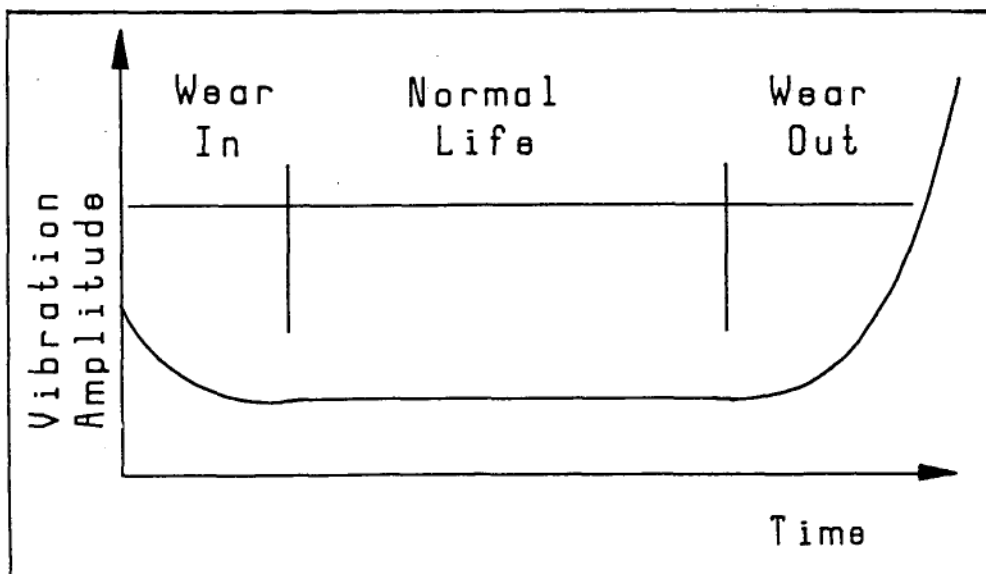 Wear
In
Normal
Life
Wear
Out
Vibration
Amplitude
Time